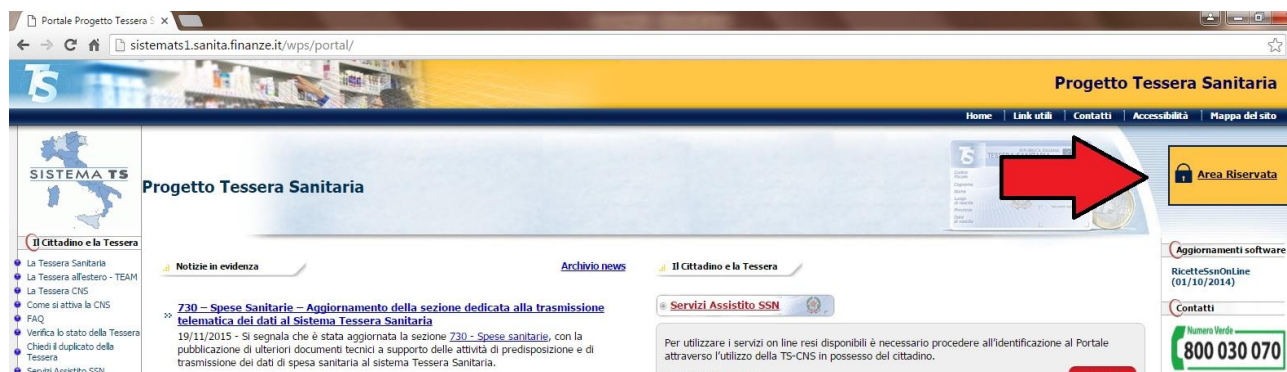 Portale Progetto Tessera S
sistemats1.sanita.finanze.it/wps/portal/
TS
Progetto Tessera Sanitaria
Home | Link utili | Contatti | Accessibilità | Mappa del sito
SISTEMA TS
Progetto Tessera Sanitaria
TS
Area Riservata
Il Cittadino e la Tessera
La Tessera Sanitaria
La Tessera all'estero - TEAM
La Tessera CNS
Come si attiva la CNS
FAQ
Verifica lo stato della Tessera
Chiedi il duplicato della
Tessera
Servizi Assistito SSN
Notizie in evidenza
Archivio news
730 – Spese Sanitarie – Aggiornamento della sezione dedicata alla trasmissione
telematica dei dati al Sistema Tessera Sanitaria
19/11/2015 - Si segnala che è stata aggiornata la sezione 730 - Spese sanitarie, con la
pubblicazione di ulteriori documenti tecnici a supporto delle attività di predisposizione e di
trasmissione dei dati di spesa sanitaria al sistema Tessera Sanitaria.
Il Cittadino e la Tessera
Servizi Assistito SSN
Per utilizzare i servizi on line resi disponibili è necessario procedere all'identificazione al Portale
attraverso l'utilizzo della TS-CNS in possesso del cittadino.
Aggiornamenti software
RicetteSsnOnLine
(01/10/2014)
Contatti
Numero Verde
800 030 070